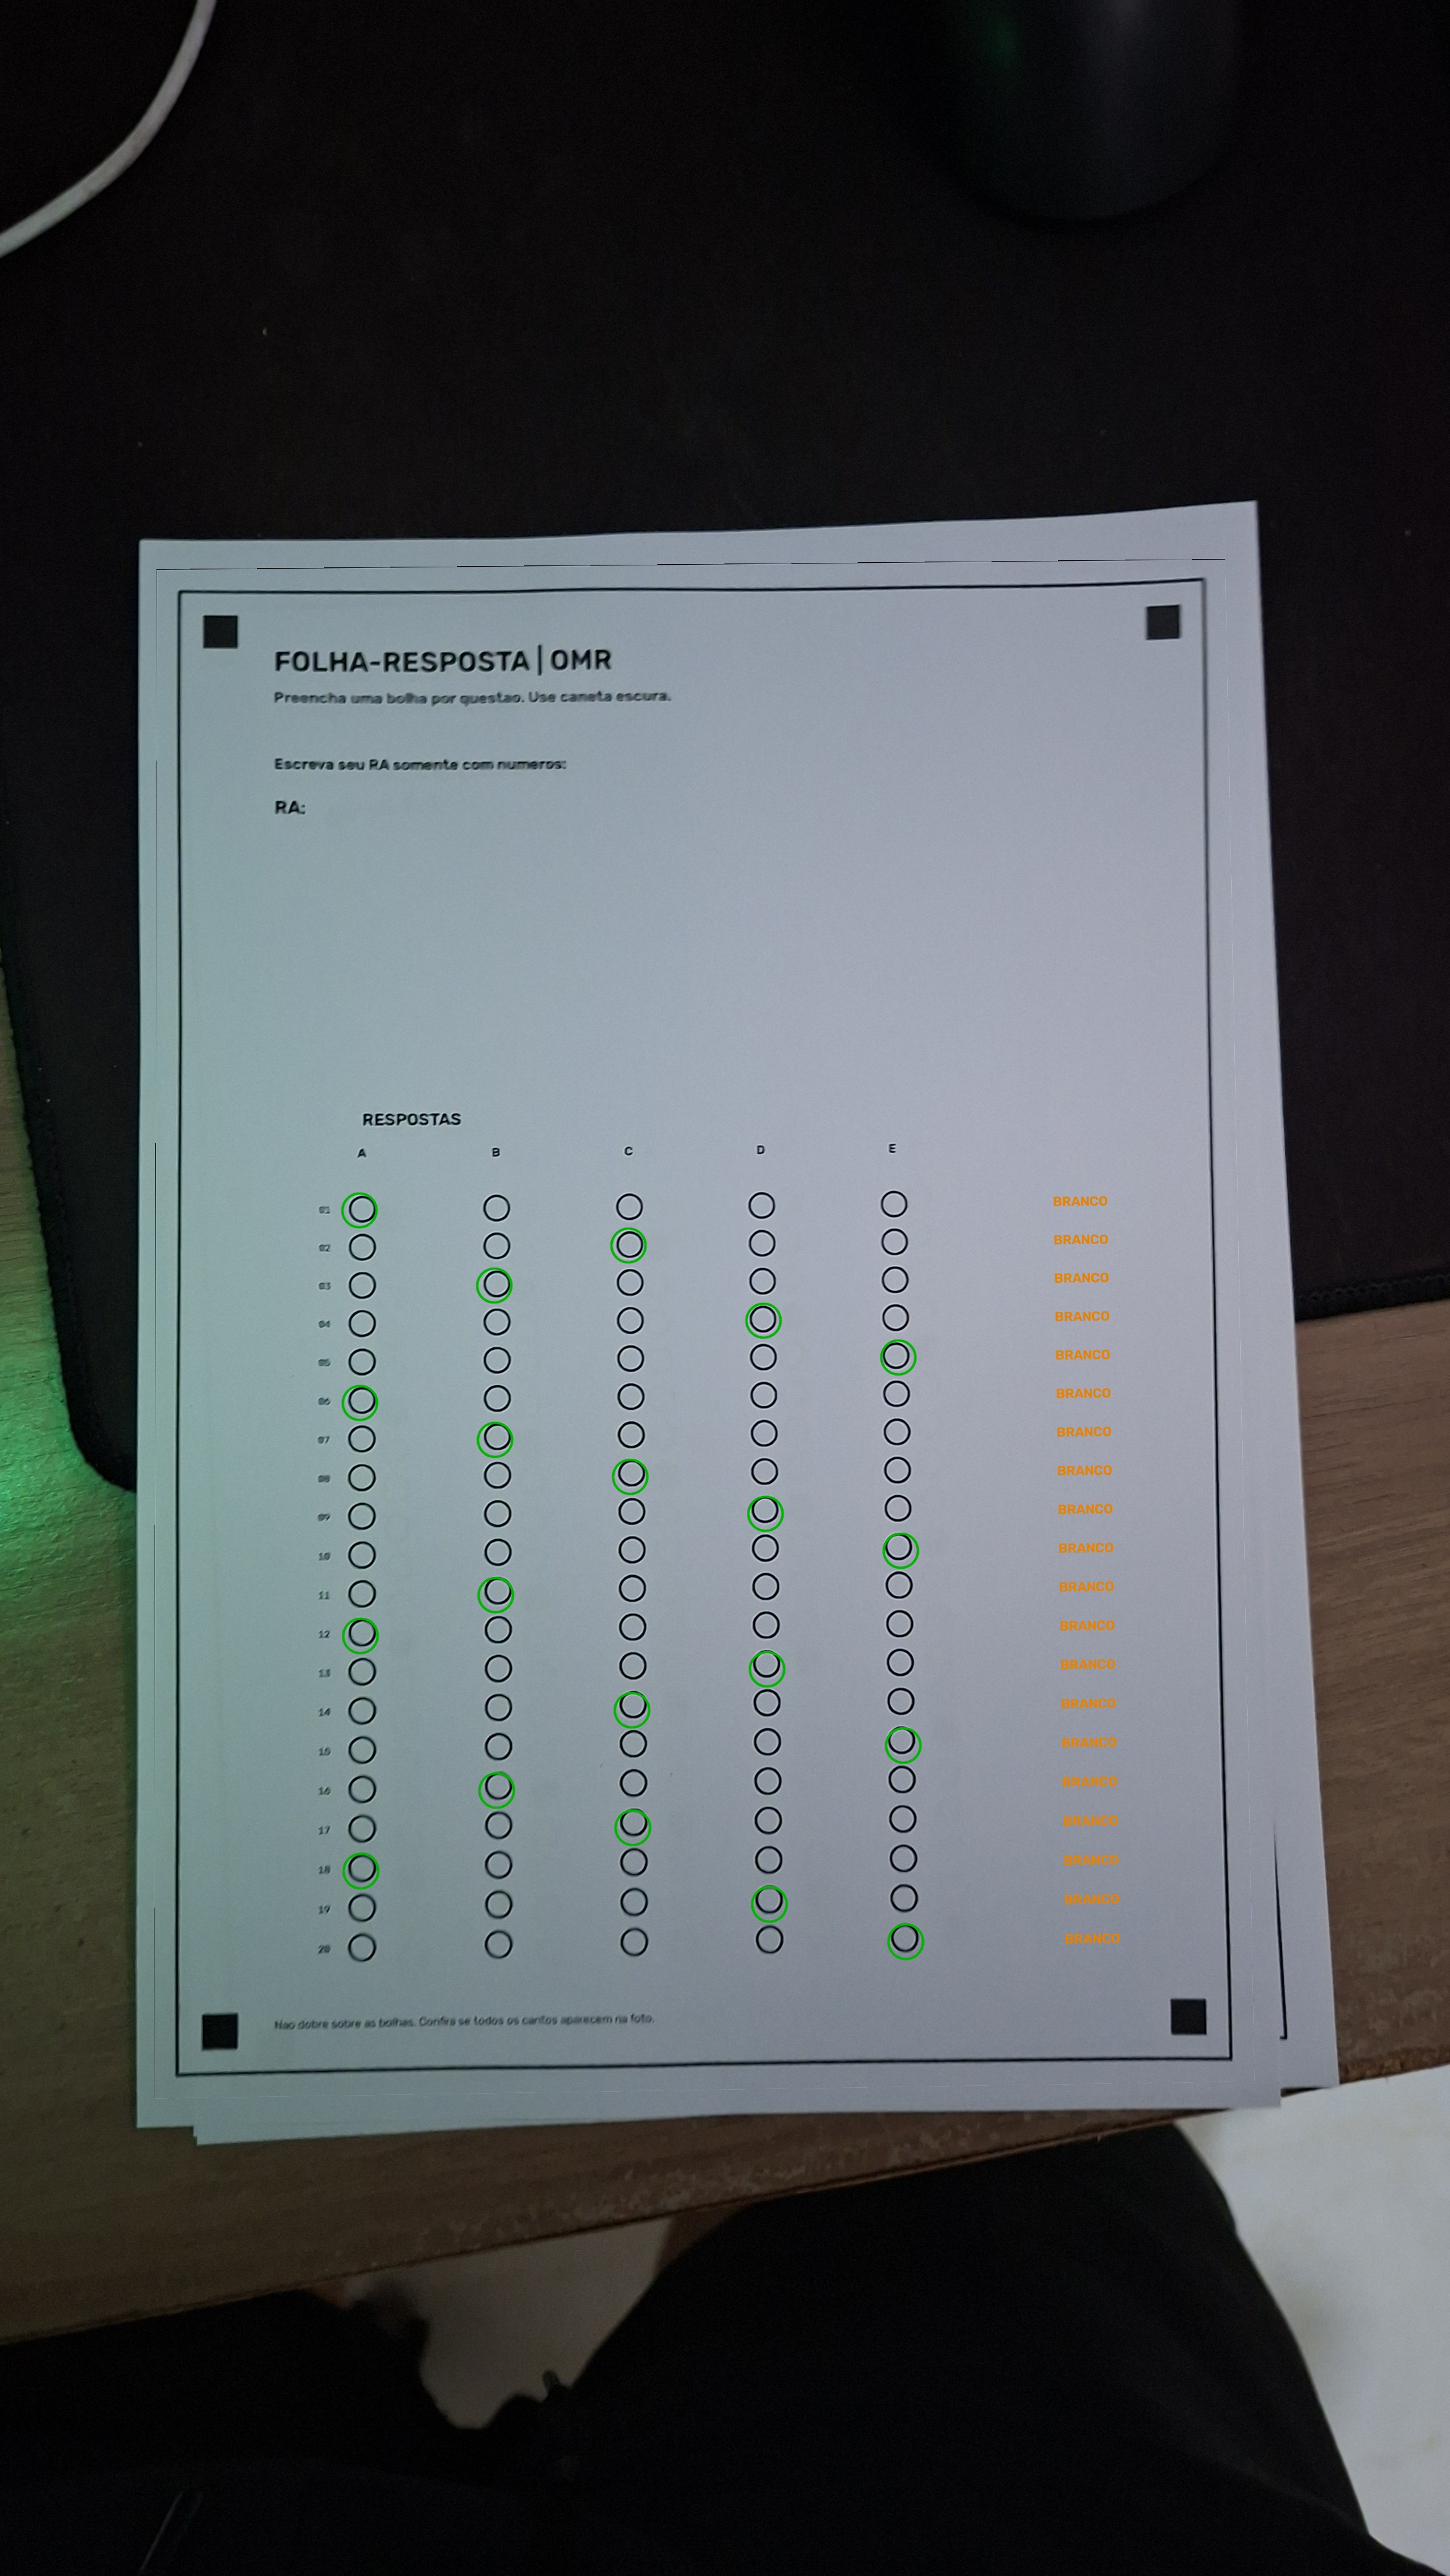 FOLHA-RESPOSTA | OMR
Preencha uma bolha por questao. Use caneta escura.
Escreva seu RA somente com numeros:
RA:
RESPOSTAS
A B C D E
01 BRANCO
02 BRANCO
03 BRANCO
04 BRANCO
05 BRANCO
06 BRANCO
07 BRANCO
08 BRANCO
09 BRANCO
10 BRANCO
11 BRANCO
12 BRANCO
13 BRANCO
14 BRANCO
15 BRANCO
16 BRANCO
17 BRANCO
18 BRANCO
19 BRANCO
20 BRANCO
Nao dobre sobre as bolhas. Confira se todos os cantos aparecem na foto.